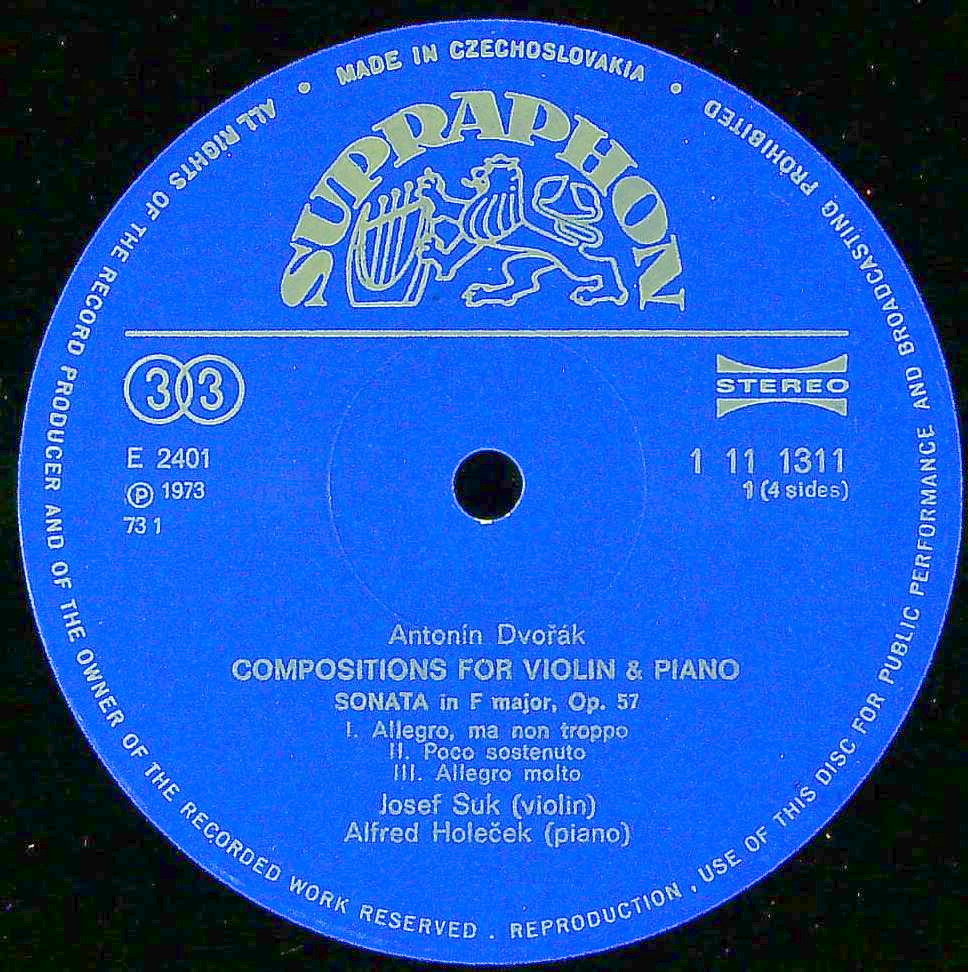 MADE IN CZECHOSLOVAKIA
ALL RIGHTS OF THE RECORD PRODUCER AND OF THE OWNER OF THE RECORDED WORK RESERVED . REPRODUCTION , USE OF THIS DISC FOR PUBLIC PERFORMANCE AND BROADCASTING PROHIBITED
SUPRAPHON
33
STEREO
E 2401
Ⓟ 1973
73 1
1 11 1311
1 (4 sides)
Antonín Dvořák
COMPOSITIONS FOR VIOLIN & PIANO
SONATA in F major, Op. 57
I. Allegro, ma non troppo
II. Poco sostenuto
III. Allegro molto
Josef Suk (violin)
Alfred Holeček (piano)